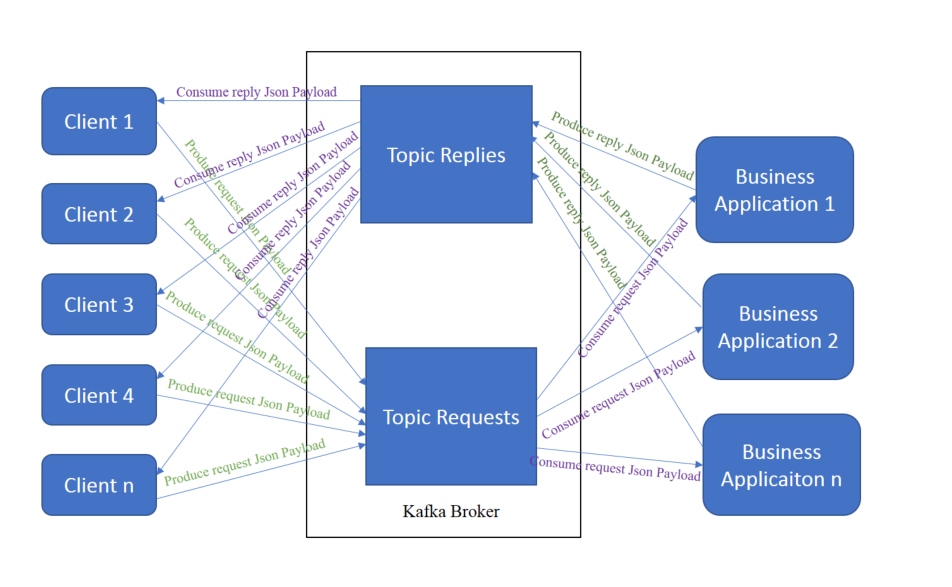 Client 1
Client 2
Client 3
Client 4
Client n
Consume reply Json Payload
Consume reply Json Payload
Consume reply Json Payload
Consume reply Json Payload
Consume reply Json Payload
Produce request Json Payload
Produce request Json Payload
Produce request Json Payload
Produce request Json Payload
Produce request Json Payload
Topic Replies
Topic Requests
Kafka Broker
Produce reply Json Payload
Produce reply Json Payload
Produce reply Json Payload
Consume request Json Payload
Consume request Json Payload
Consume request Json Payload
Business
Application 1
Business
Application 2
Business
Applicaiton n